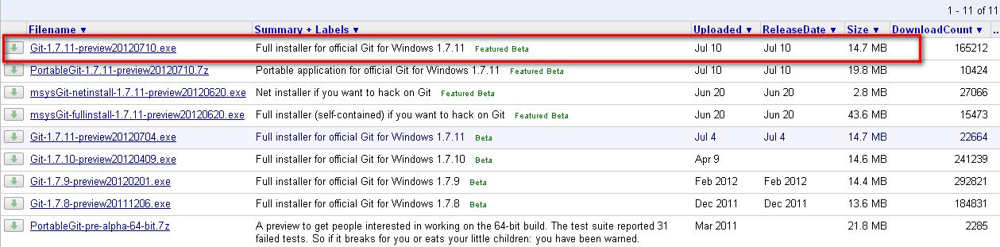 1 - 11 of 11
Filename ▼ Summary + Labels ▼ Uploaded ▼ ReleaseDate ▼ Size ▼ DownloadCount ▼ ...
Git-1.7.11-preview20120710.exe Full installer for official Git for Windows 1.7.11 Featured Beta Jul 10 Jul 10 14.7 MB 165212
PortableGit-1.7.11-preview20120710.7z Portable application for official Git for Windows 1.7.11 Featured Beta Jul 10 Jul 10 19.8 MB 10424
msysGit-netinstall-1.7.11-preview20120620.exe Net installer if you want to hack on Git Featured Beta Jun 20 Jun 20 2.8 MB 27066
msysGit-fullinstall-1.7.11-preview20120620.exe Full installer (self-contained) if you want to hack on Git Featured Beta Jun 20 Jun 20 43.6 MB 15473
Git-1.7.11-preview20120704.exe Full installer for official Git for Windows 1.7.11 Beta Jul 4 Jul 4 14.7 MB 22664
Git-1.7.10-preview20120409.exe Full installer for official Git for Windows 1.7.10 Beta Apr 9 14.6 MB 241239
Git-1.7.9-preview20120201.exe Full installer for official Git for Windows 1.7.9 Beta Feb 2012 Feb 2012 14.4 MB 292821
Git-1.7.8-preview20111206.exe Full installer for official Git for Windows 1.7.8 Beta Dec 2011 Dec 2011 13.6 MB 184831
PortableGit-pre-alpha-64-bit.7z A preview to get people interested in working on the 64-bit build. The test suite reported 31 Mar 2011 21.8 MB 2285
failed tests. So if it breaks for you or eats your little children: you have been warned.